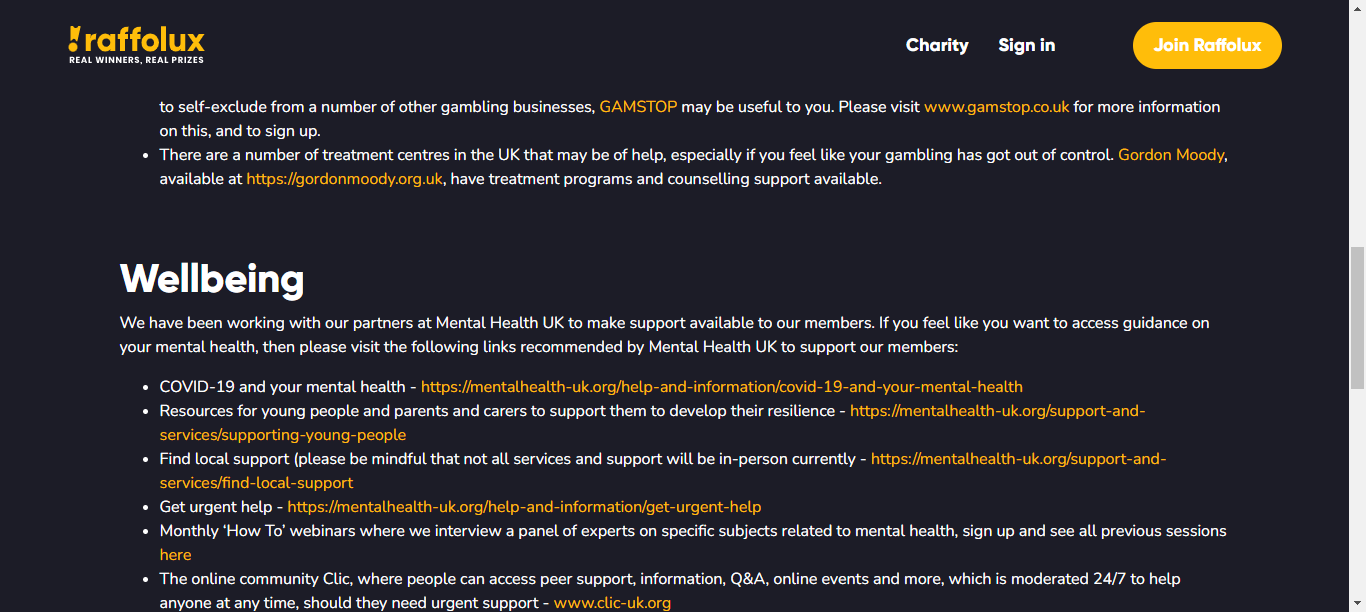 raffolux
REAL WINNERS, REAL PRIZES
Charity
Sign in
Join Raffolux
to self-exclude from a number of other gambling businesses, GAMSTOP may be useful to you. Please visit www.gamstop.co.uk for more information
on this, and to sign up.
• There are a number of treatment centres in the UK that may be of help, especially if you feel like your gambling has got out of control. Gordon Moody,
available at https://gordonmoody.org.uk, have treatment programs and counselling support available.
Wellbeing
We have been working with our partners at Mental Health UK to make support available to our members. If you feel like you want to access guidance on
your mental health, then please visit the following links recommended by Mental Health UK to support our members:
• COVID-19 and your mental health - https://mentalhealth-uk.org/help-and-information/covid-19-and-your-mental-health
• Resources for young people and parents and carers to support them to develop their resilience - https://mentalhealth-uk.org/support-and-
services/supporting-young-people
• Find local support (please be mindful that not all services and support will be in-person currently - https://mentalhealth-uk.org/support-and-
services/find-local-support
• Get urgent help - https://mentalhealth-uk.org/help-and-information/get-urgent-help
• Monthly ‘How To’ webinars where we interview a panel of experts on specific subjects related to mental health, sign up and see all previous sessions
here
• The online community Clic, where people can access peer support, information, Q&A, online events and more, which is moderated 24/7 to help
anyone at any time, should they need urgent support - www.clic-uk.org